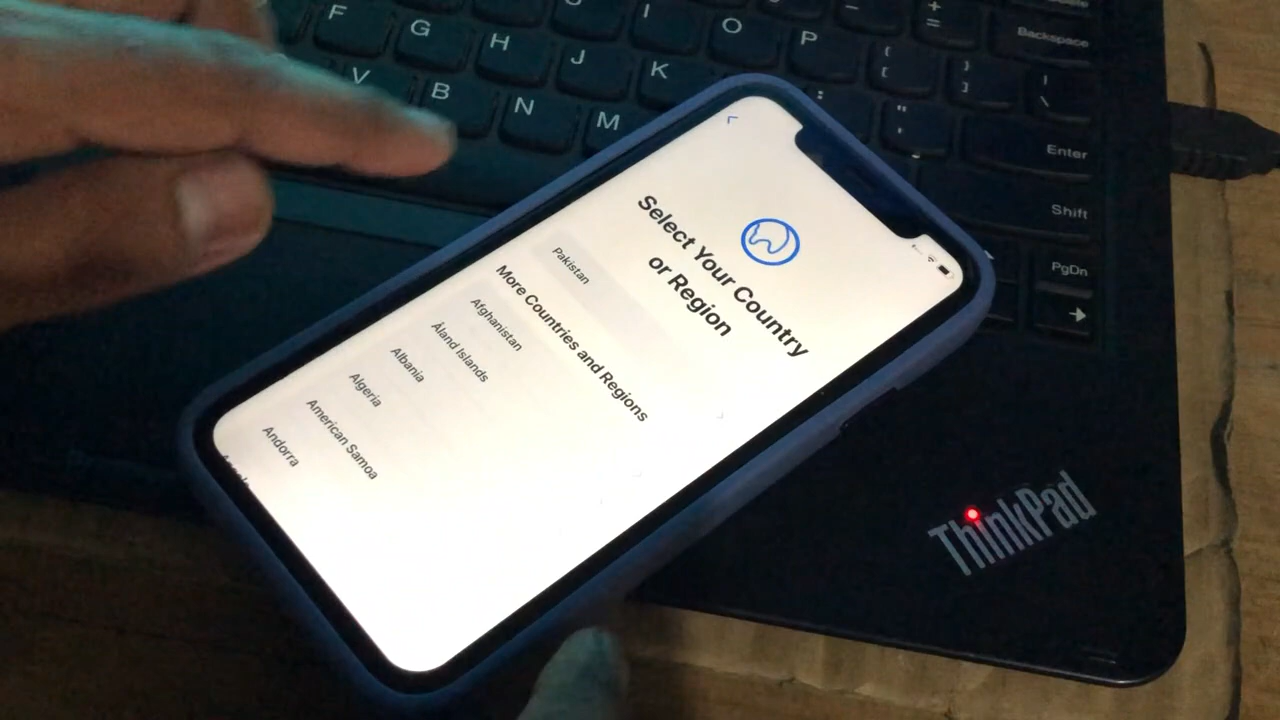 F
G
H
J
K
I
O
P
V
B
N
M
Backspace
Enter
Shift
PgDn
Select Your Country
or Region
Pakistan
More Countries and Regions
Afghanistan
Åland Islands
Albania
Algeria
American Samoa
Andorra
ThinkPad